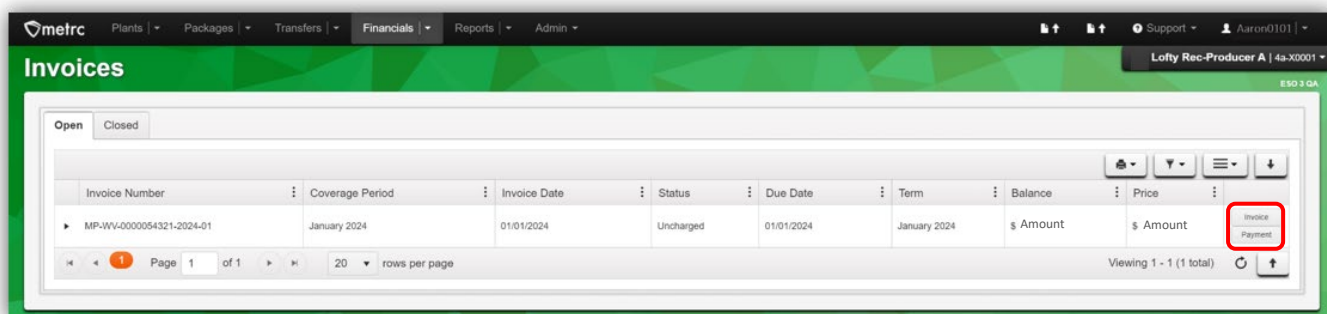 metrc Plants Packages Transfers Financials Reports Admin Support Aaron0101
Invoices Lofty Rec-Producer A | 4a-X0001
ESO 3 QA
Open Closed
Invoice Number Coverage Period Invoice Date Status Due Date Term Balance Price
MP-WV-0000054321-2024-01 January 2024 01/01/2024 Uncharged 01/01/2024 January 2024 $ Amount $ Amount Invoice
Payment
1 Page 1 of 1 20 rows per page Viewing 1 - 1 (1 total)